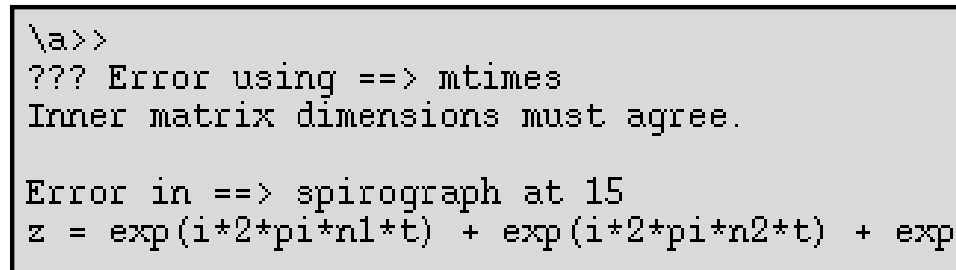 \a>>
??? Error using ==> mtimes
Inner matrix dimensions must agree.
Error in ==> spirograph at 15
z = exp(i*2*pi*n1*t) + exp(i*2*pi*n2*t) + exp